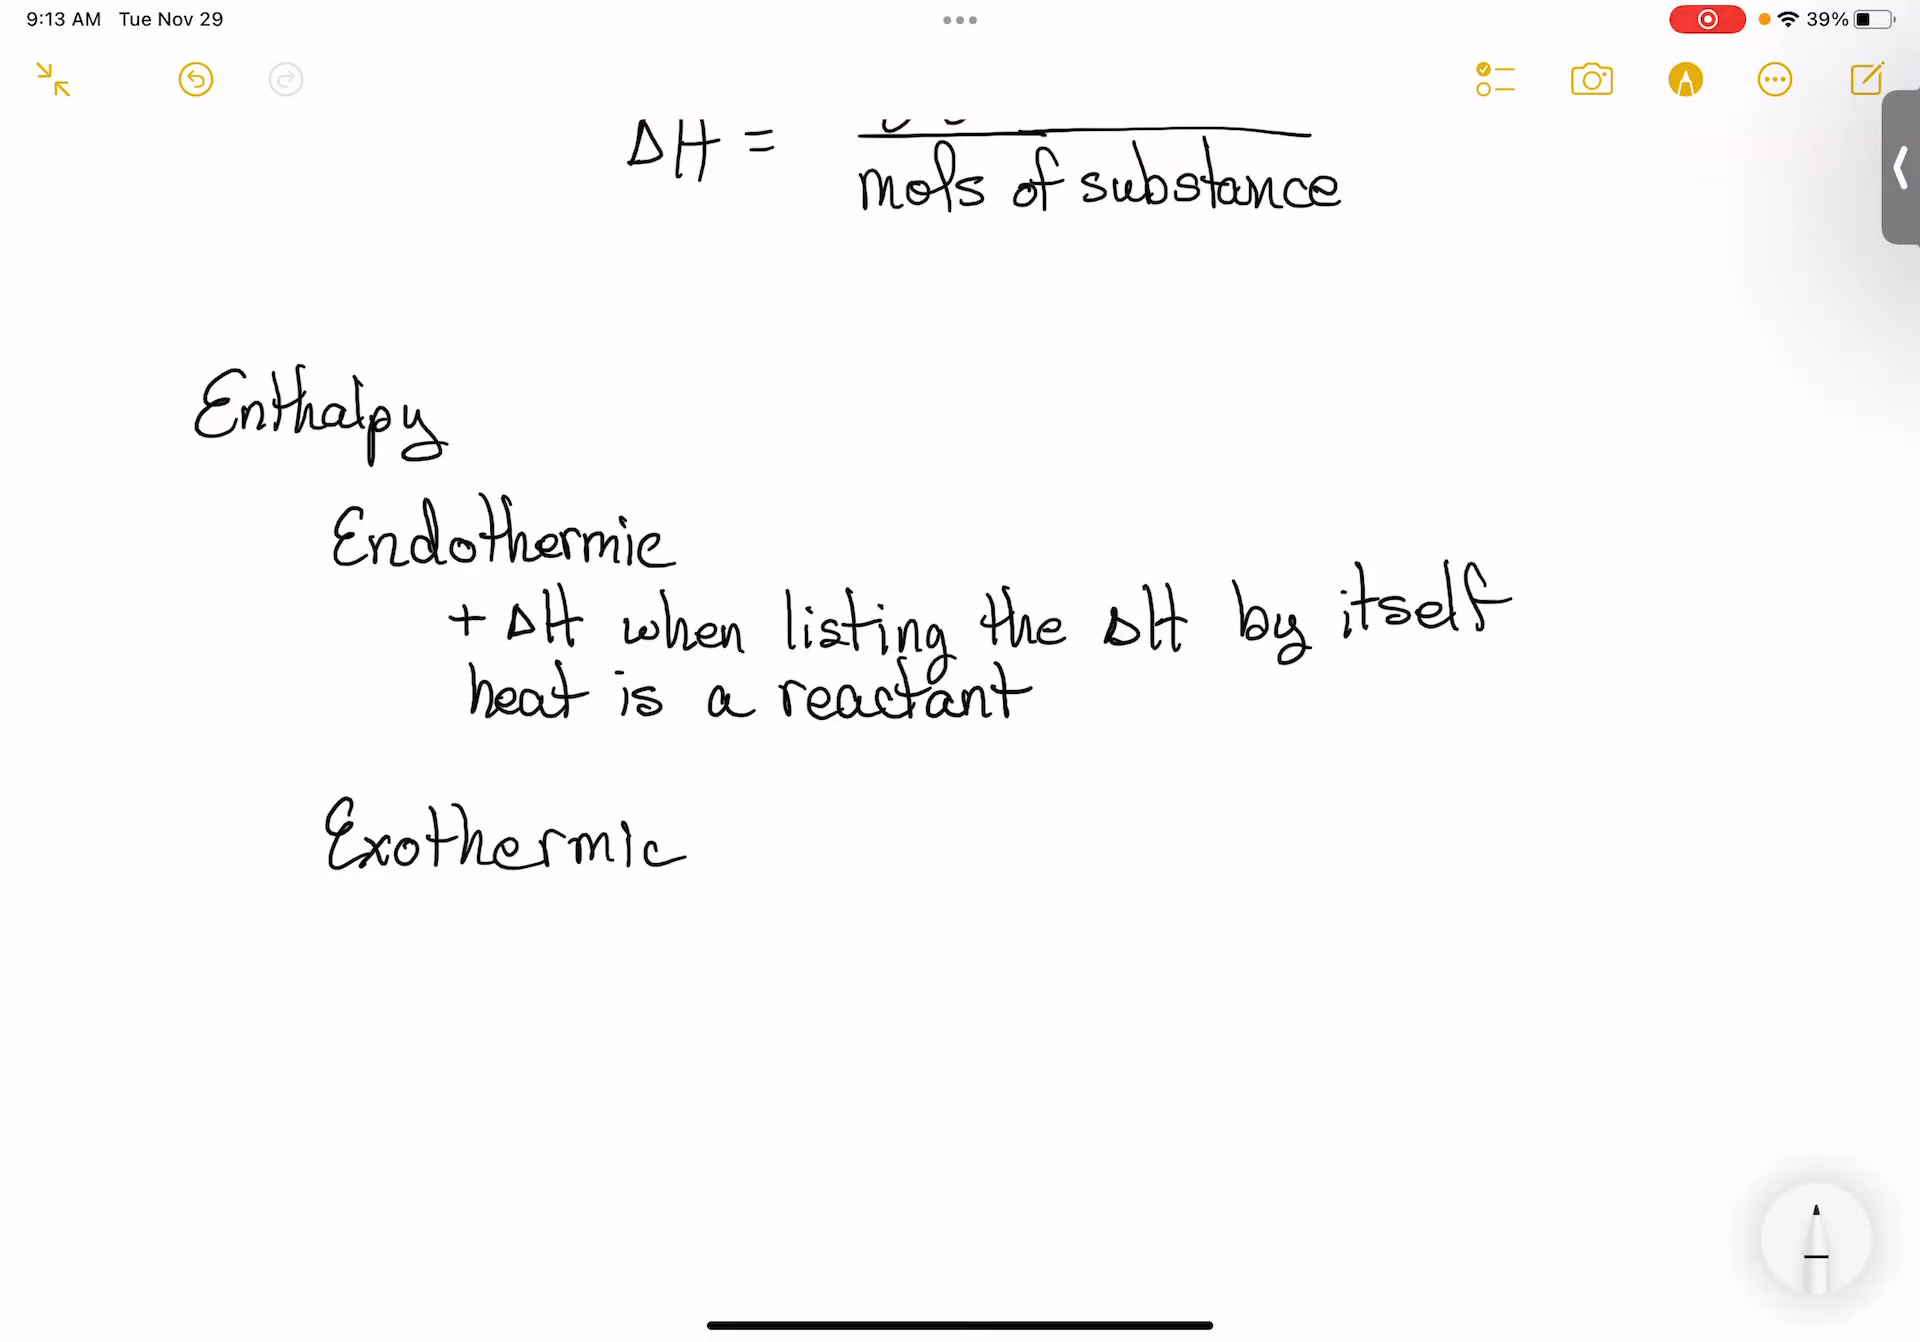 9:13 AM Tue Nov 29
39%
ΔH =
mols of substance
Enthalpy
Endothermic
+ ΔH when listing the ΔH by itself
heat is a reactant
Exothermic